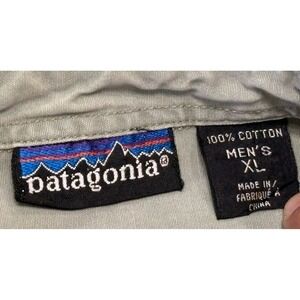 patagonia®
100% COTTON
MEN'S
XL
MADE IN/
FABRIQUÉ À
CHINA